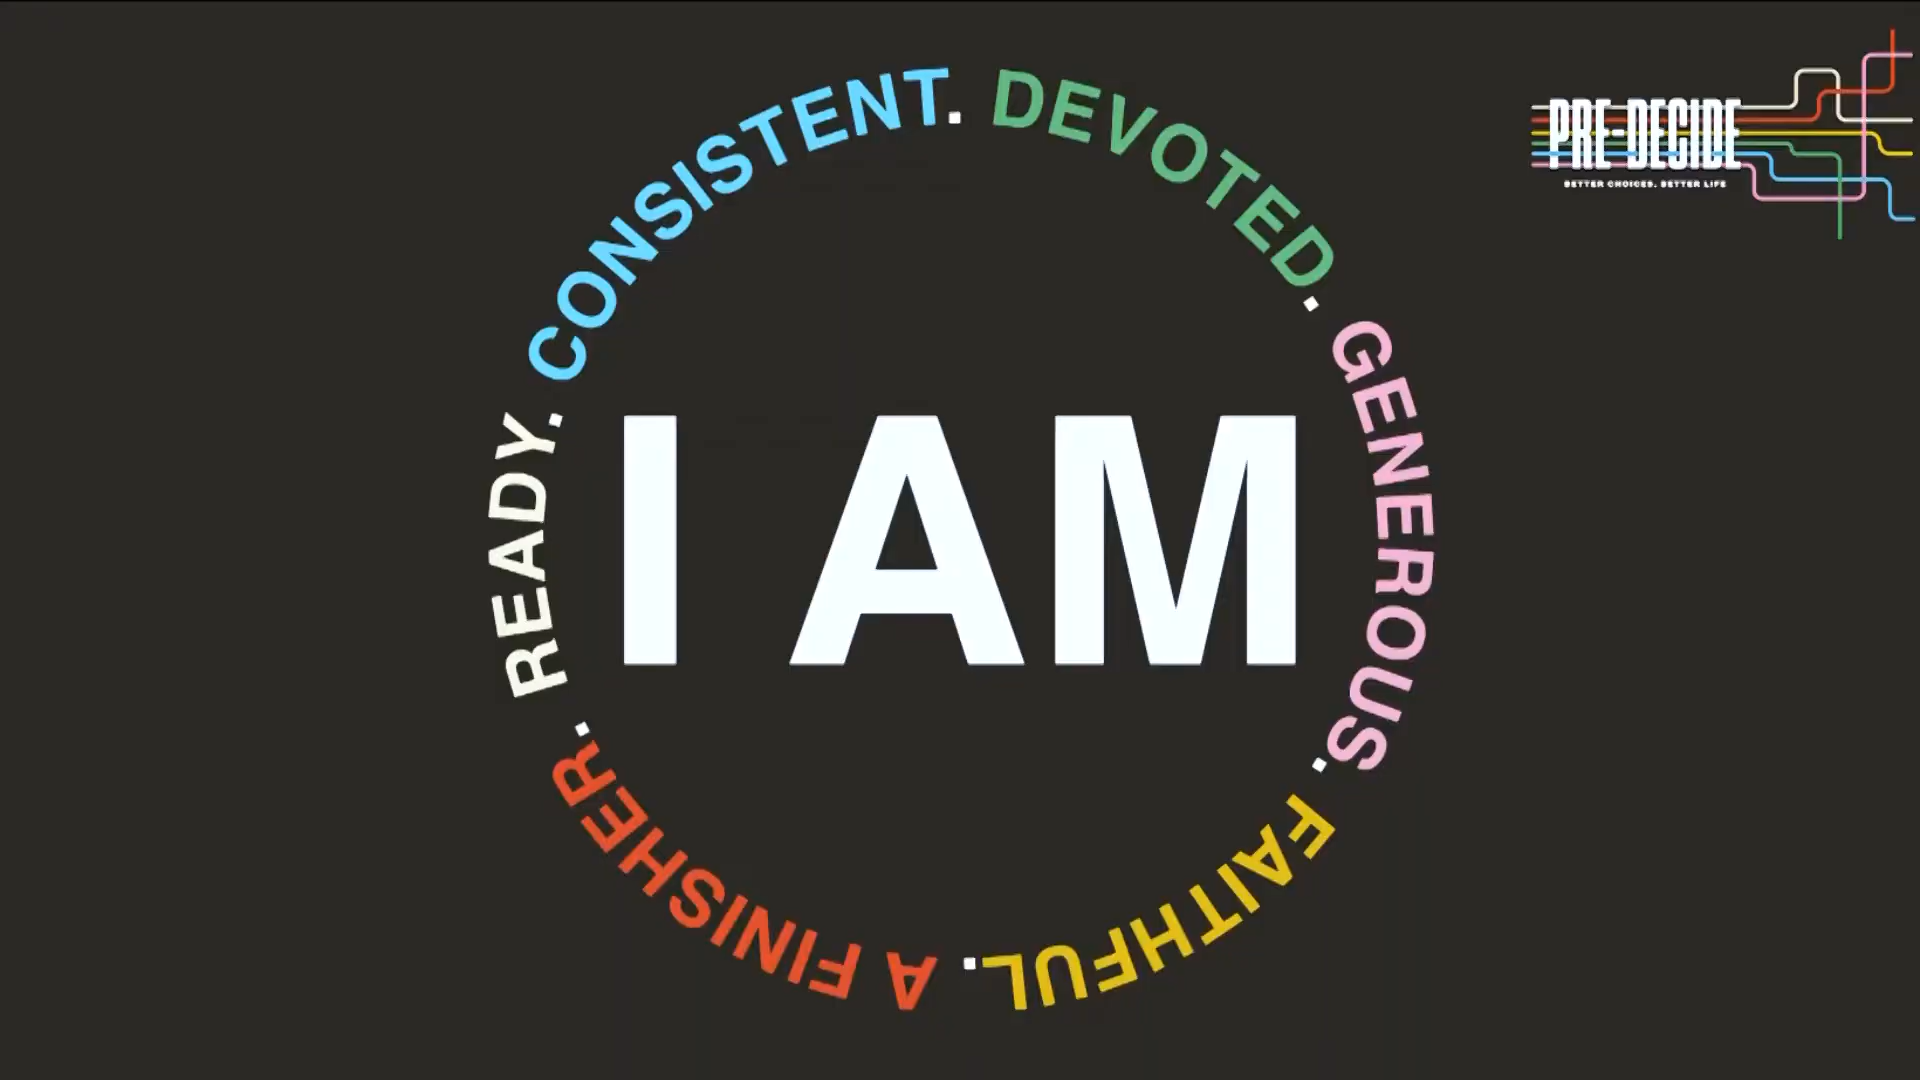 READY. CONSISTENT. DEVOTED. GENEROUS. FAITHFUL. A FINISHER.
I AM
PRE-DECIDE
BETTER CHOICES, BETTER LIFE